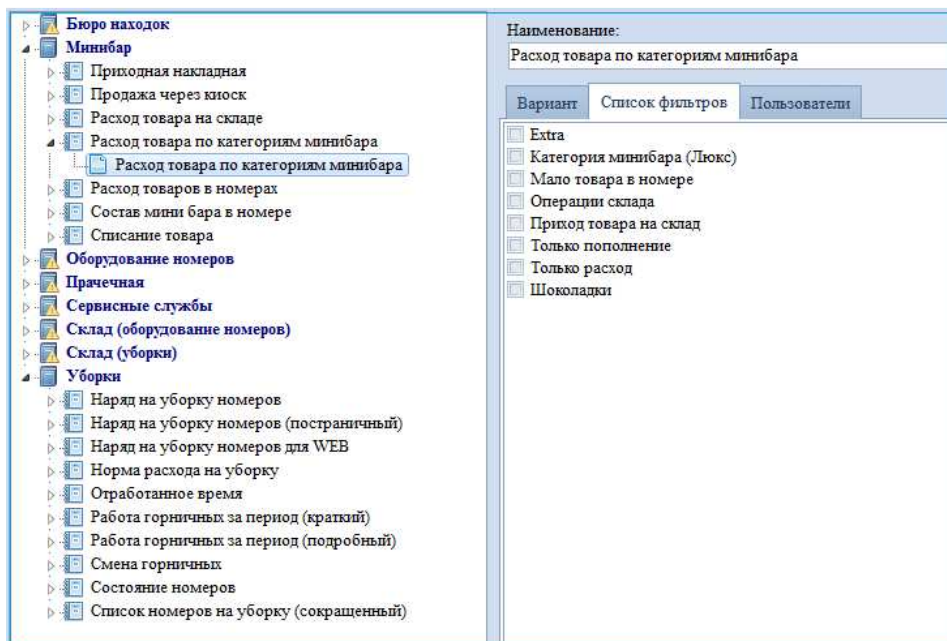 Бюро находок
Минибар
Приходная накладная
Продажа через киоск
Расход товара на складе
Расход товара по категориям минибара
Расход товара по категориям минибара
Расход товаров в номерах
Состав мини бара в номере
Списание товара
Оборудование номеров
Прачечная
Сервисные службы
Склад (оборудование номеров)
Склад (уборки)
Уборки
Наряд на уборку номеров
Наряд на уборку номеров (постраничный)
Наряд на уборку номеров для WEB
Норма расхода на уборку
Отработанное время
Работа горничных за период (краткий)
Работа горничных за период (подробный)
Смена горничных
Состояние номеров
Список номеров на уборку (сокращенный)
Наименование:
Расход товара по категориям минибара
Вариант Список фильтров Пользователи
Extra
Категория минибара (Люкс)
Мало товара в номере
Операции склада
Приход товара на склад
Только пополнение
Только расход
Шоколадки